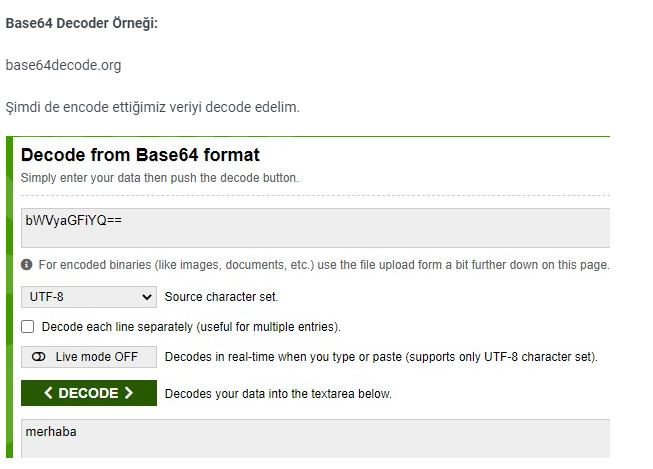 Base64 Decoder Örneği:
base64decode.org
Şimdi de encode ettiğimiz veriyi decode edelim.
Decode from Base64 format
Simply enter your data then push the decode button.
bWVyaGFiYQ==
For encoded binaries (like images, documents, etc.) use the file upload form a bit further down on this page.
UTF-8 Source character set.
Decode each line separately (useful for multiple entries).
Live mode OFF Decodes in real-time when you type or paste (supports only UTF-8 character set).
< DECODE > Decodes your data into the textarea below.
merhaba